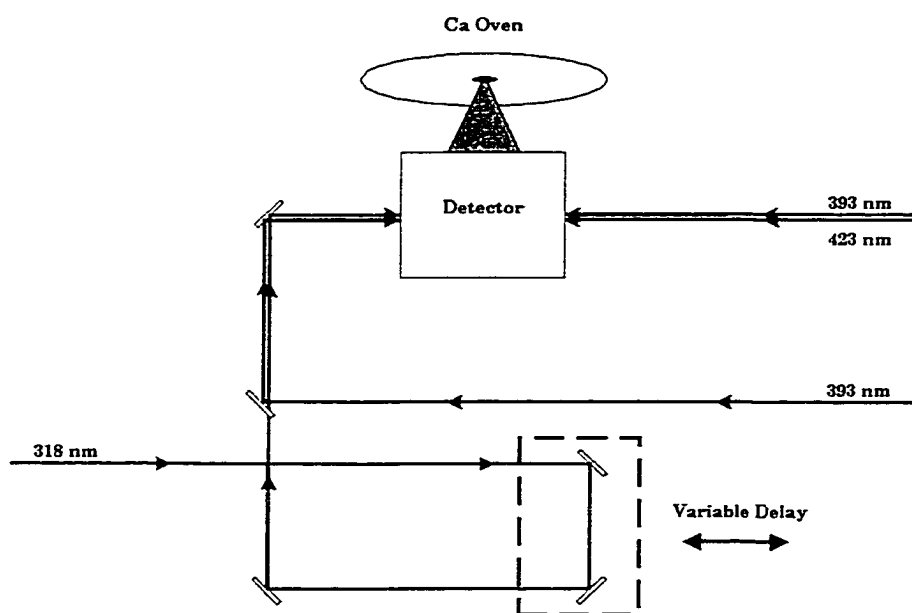 Ca Oven
Detector
393 nm
423 nm
393 nm
318 nm
Variable Delay